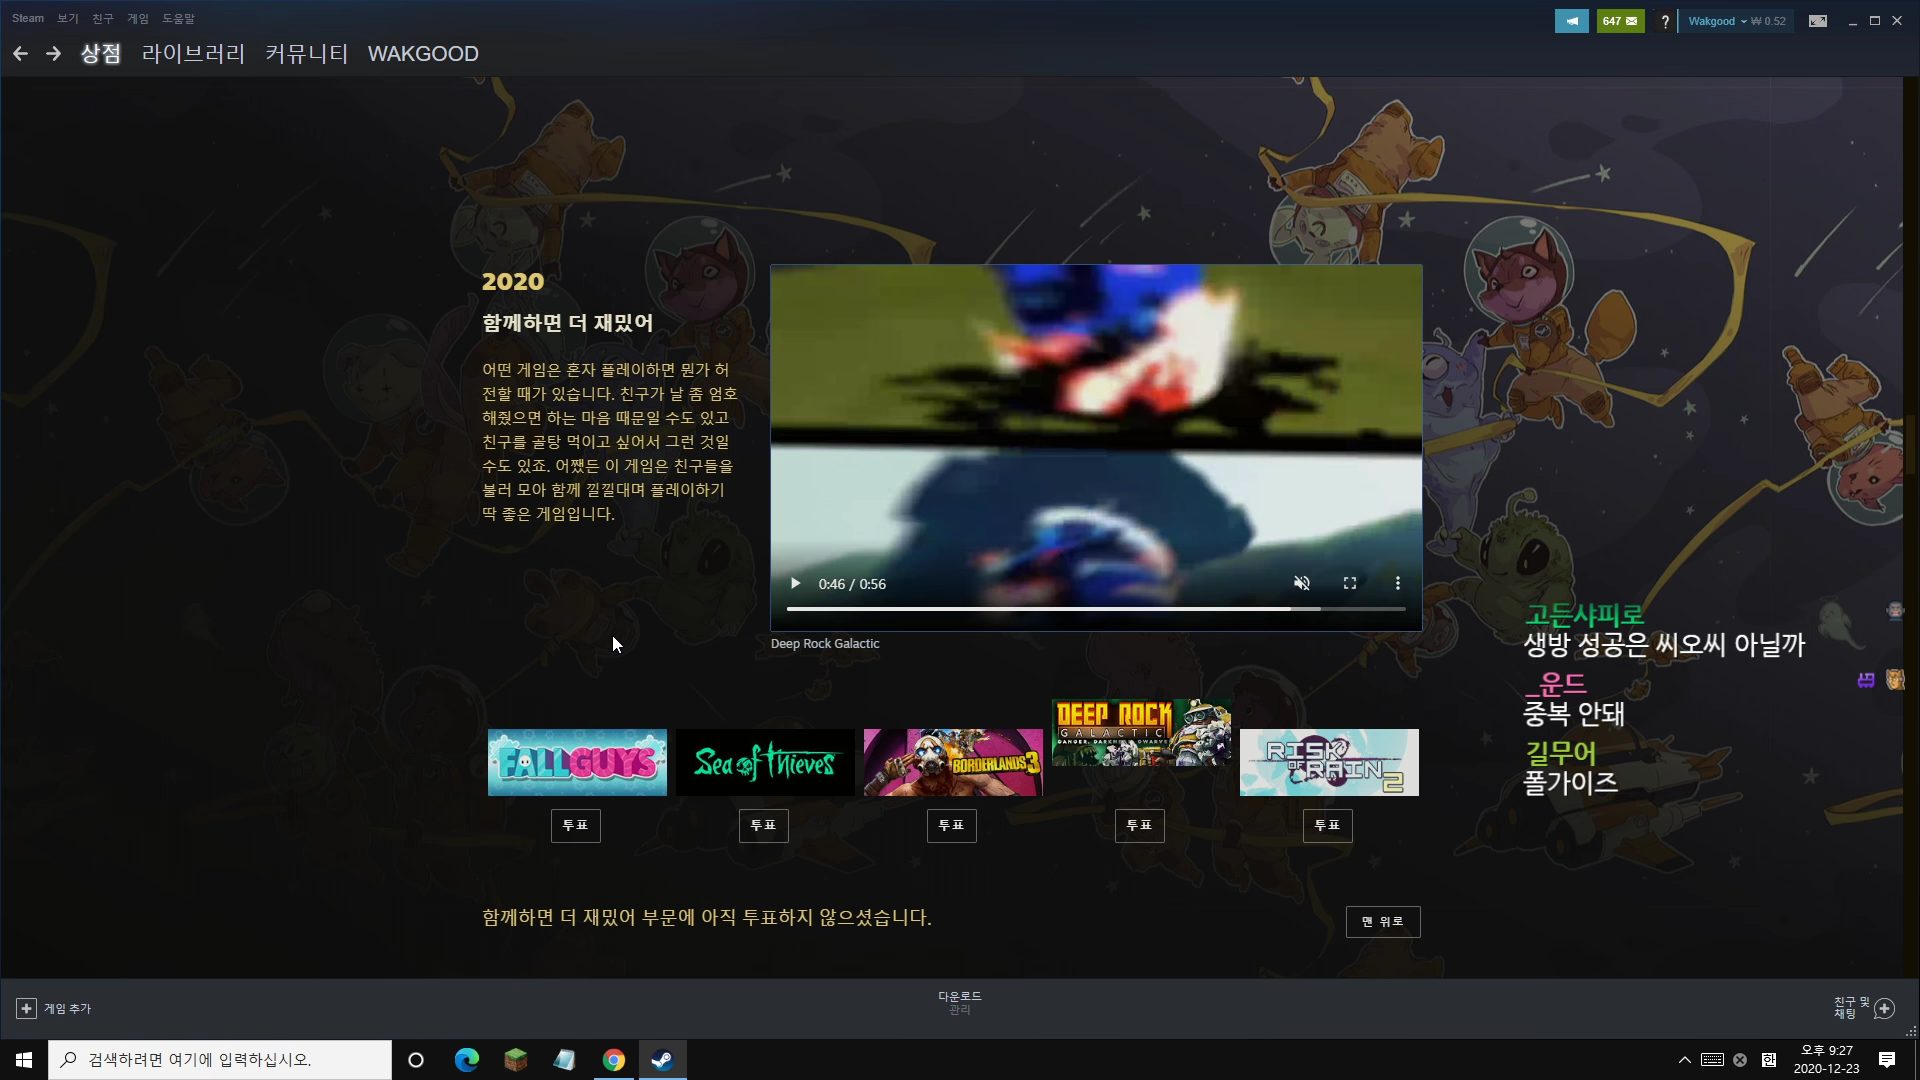 Steam 보기 친구 게임 도움말
647 ? Wakgood ₩ 0.52
상점 라이브러리 커뮤니티 WAKGOOD
2020
함께하면 더 재밌어
어떤 게임은 혼자 플레이하면 뭔가 허
전할 때가 있습니다. 친구가 날 좀 엄호
해줬으면 하는 마음 때문일 수도 있고
친구를 골탕 먹이고 싶어서 그런 것일
수도 있죠. 어쨌든 이 게임은 친구들을
불러 모아 함께 낄낄대며 플레이하기
딱 좋은 게임입니다.
0:46 / 0:56
Deep Rock Galactic
고든샤피로
생방 성공은 씨오씨 아닐까
_운드
중복 안돼
길무어
폴가이즈
FALL GUYS
Sea of Thieves
BORDERLANDS 3
DEEP ROCK
GALACTIC
DANGER. DARKNESS. DWARVES.
RISK
OF RAIN 2
투표 투표 투표 투표 투표
함께하면 더 재밌어 부문에 아직 투표하지 않으셨습니다.
맨 위로
게임 추가
다운로드
관리
친구 및
채팅
검색하려면 여기에 입력하십시오.
한
오후 9:27
2020-12-23